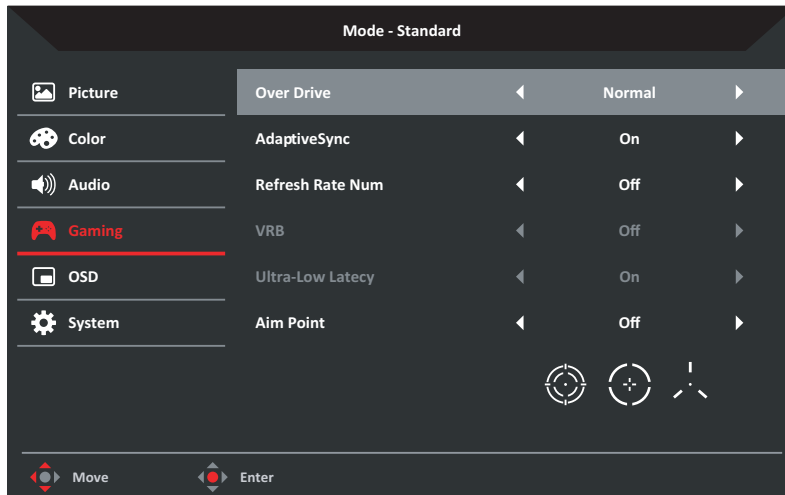 Mode - Standard
Picture
Over Drive Normal
Color
AdaptiveSync On
Audio
Refresh Rate Num Off
Gaming
VRB Off
OSD
Ultra-Low Latecy On
System
Aim Point Off
Move Enter